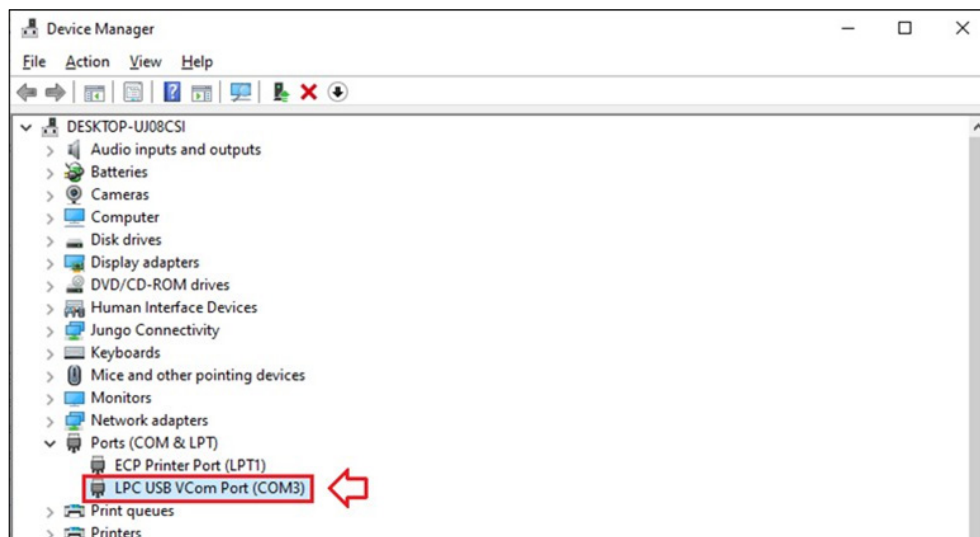 Device Manager
File Action View Help
DESKTOP-UJ08CSI
Audio inputs and outputs
Batteries
Cameras
Computer
Disk drives
Display adapters
DVD/CD-ROM drives
Human Interface Devices
Jungo Connectivity
Keyboards
Mice and other pointing devices
Monitors
Network adapters
Ports (COM & LPT)
ECP Printer Port (LPT1)
LPC USB VCom Port (COM3)
Print queues
Printers